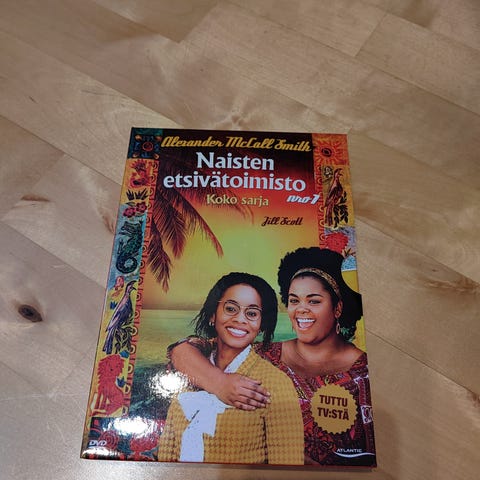 Alexander McCall Smith
Naisten
etsivätoimisto
nro·1
Koko sarja
Jill Scott
TUTTU
TV:STÄ
DVD
ATLANTIC